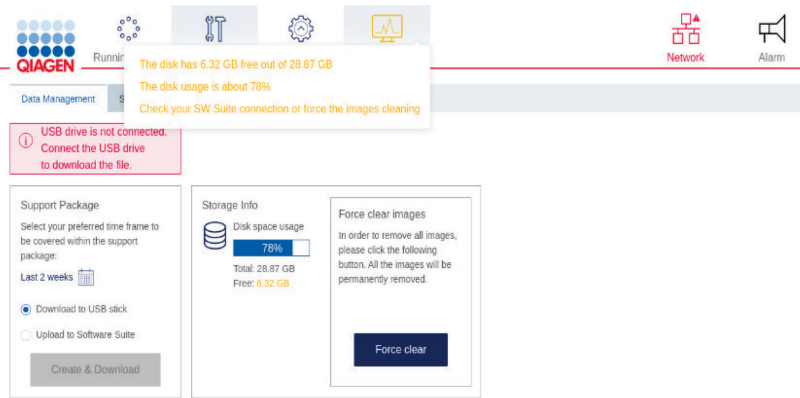 QIAGEN
Runnin
Network
Alarm
The disk has 6.32 GB free out of 28.87 GB
The disk usage is about 78%
Check your SW Suite connection or force the images cleaning
Data Management
S
USB drive is not connected.
Connect the USB drive
to download the file.
Support Package
Select your preferred time frame to
be covered within the support
package:
Last 2 weeks
Download to USB stick
Upload to Software Suite
Create & Download
Storage Info
Disk space usage
78%
Total: 28.87 GB
Free: 6.32 GB
Force clear images
In order to remove all images,
please click the following
button. All the images will be
permanently removed.
Force clear